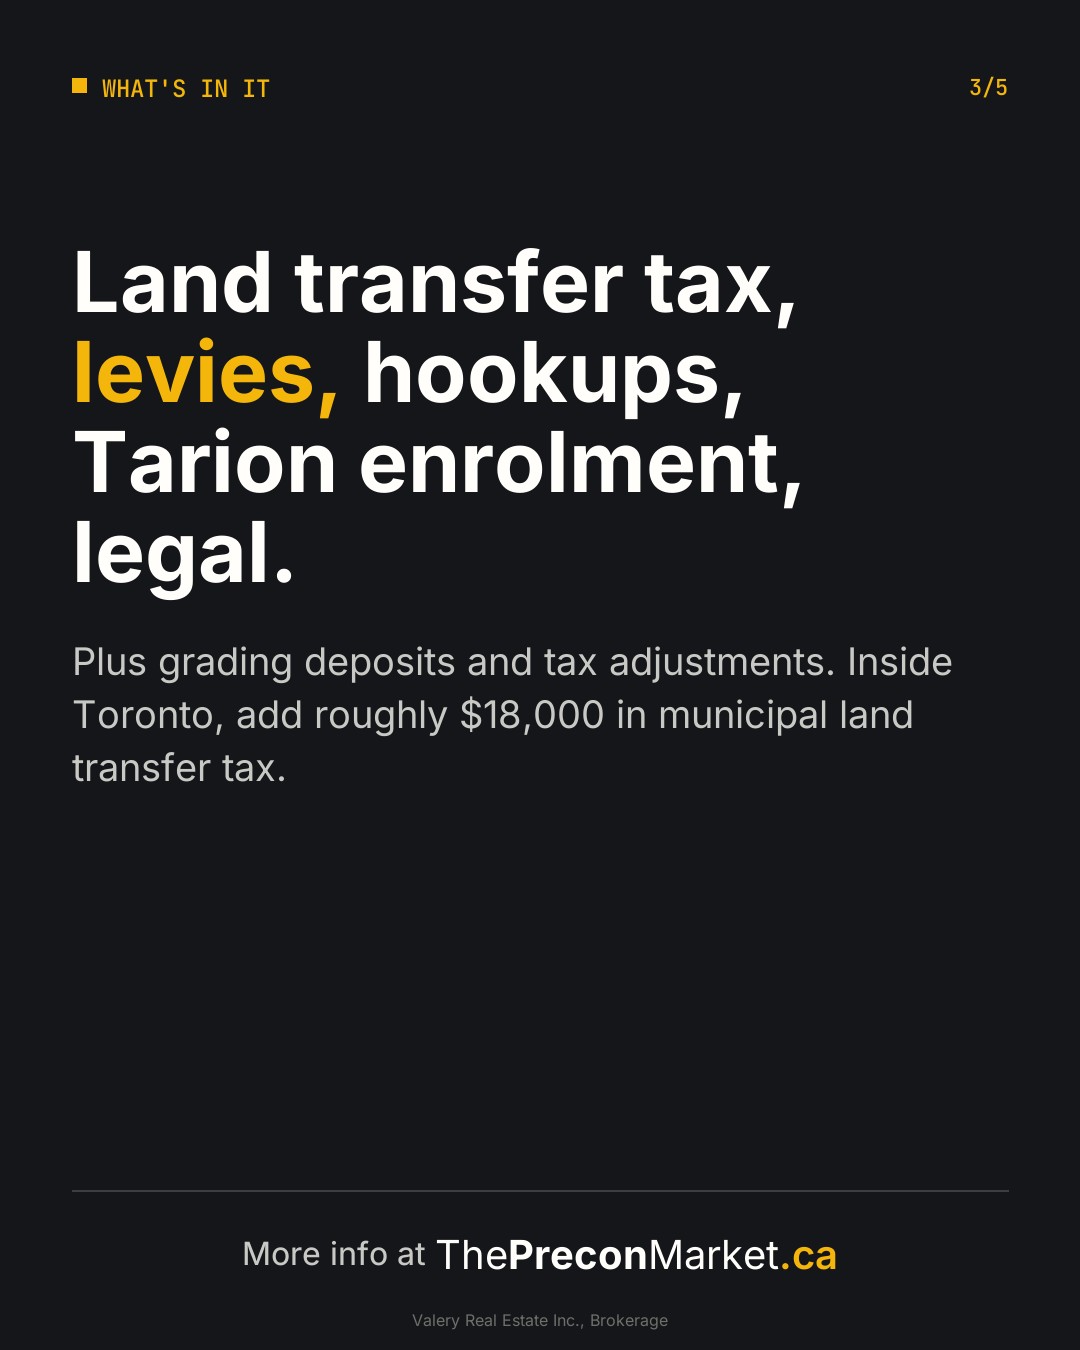 WHAT'S IN IT
3/5
Land transfer tax,
levies, hookups,
Tarion enrolment,
legal.
Plus grading deposits and tax adjustments. Inside
Toronto, add roughly $18,000 in municipal land
transfer tax.
More info at ThePreconMarket.ca
Valery Real Estate Inc., Brokerage